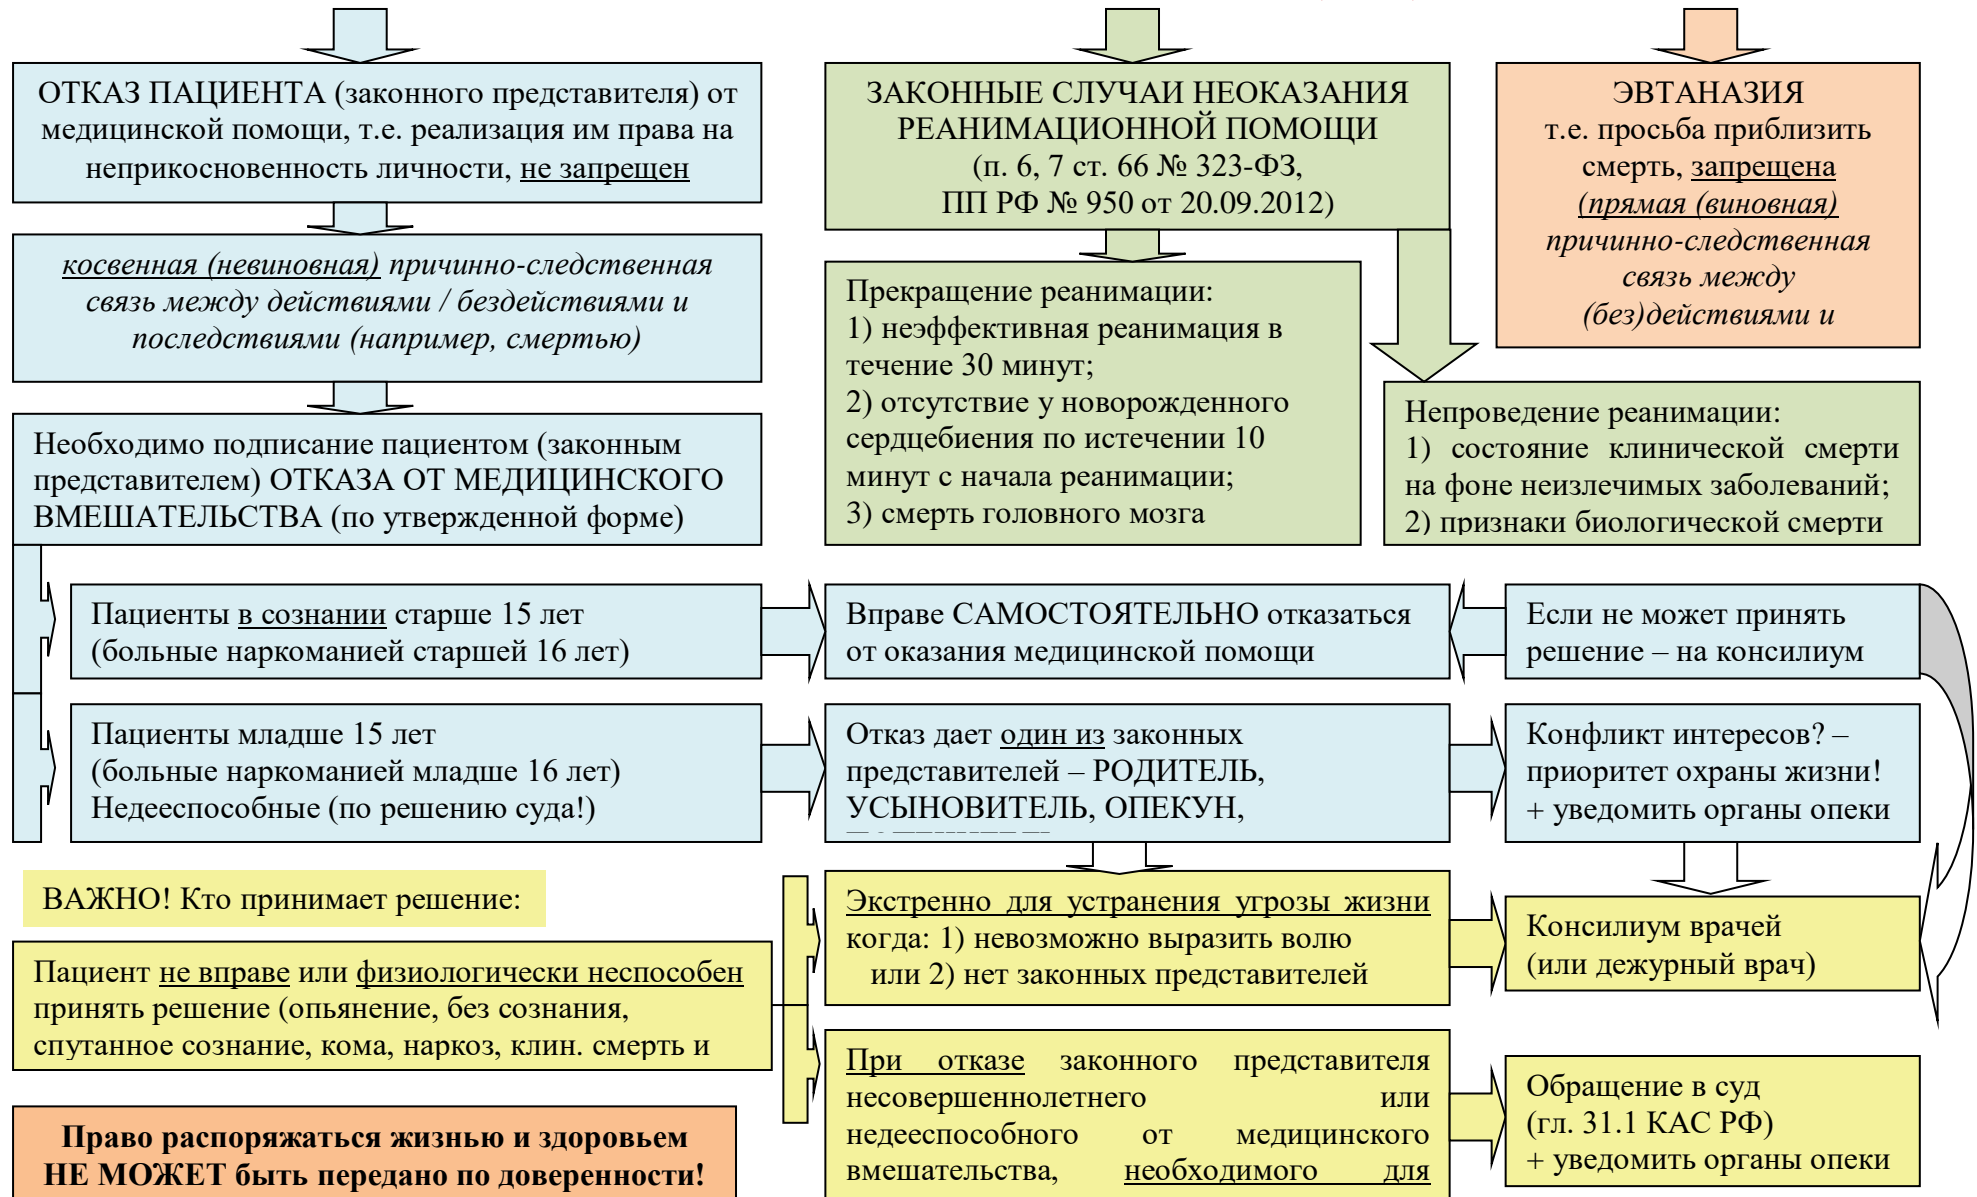 ОТКАЗ ПАЦИЕНТА (законного представителя) от
медицинской помощи, т.е. реализация им права на
неприкосновенность личности, не запрещен
ЗАКОННЫЕ СЛУЧАИ НЕОКАЗАНИЯ
РЕАНИМАЦИОННОЙ ПОМОЩИ
(п. 6, 7 ст. 66 № 323-ФЗ,
ПП РФ № 950 от 20.09.2012)
ЭВТАНАЗИЯ
т.е. просьба приблизить
смерть, запрещена
(прямая (виновная)
причинно-следственная
связь между
(без)действиями и
косвенная (невиновная) причинно-следственная
связь между действиями / бездействиями и
последствиями (например, смертью)
Прекращение реанимации:
1) неэффективная реанимация в
течение 30 минут;
2) отсутствие у новорожденного
сердцебиения по истечении 10
минут с начала реанимации;
3) смерть головного мозга
Непроведение реанимации:
1) состояние клинической смерти
на фоне неизлечимых заболеваний;
2) признаки биологической смерти
Необходимо подписание пациентом (законным
представителем) ОТКАЗА ОТ МЕДИЦИНСКОГО
ВМЕШАТЕЛЬСТВА (по утвержденной форме)
Пациенты в сознании старше 15 лет
(больные наркоманией старшей 16 лет)
Вправе САМОСТОЯТЕЛЬНО отказаться
от оказания медицинской помощи
Если не может принять
решение – на консилиум
Пациенты младше 15 лет
(больные наркоманией младше 16 лет)
Недееспособные (по решению суда!)
Отказ дает один из законных
представителей – РОДИТЕЛЬ,
УСЫНОВИТЕЛЬ, ОПЕКУН,
Конфликт интересов? –
приоритет охраны жизни!
+ уведомить органы опеки
ВАЖНО! Кто принимает решение:
Пациент не вправе или физиологически неспособен
принять решение (опьянение, без сознания,
спутанное сознание, кома, наркоз, клин. смерть и
Экстренно для устранения угрозы жизни
когда: 1) невозможно выразить волю
или 2) нет законных представителей
Консилиум врачей
(или дежурный врач)
При отказе законного представителя
несовершеннолетнего или
недееспособного от медицинского
вмешательства, необходимого для
Обращение в суд
(гл. 31.1 КАС РФ)
+ уведомить органы опеки
Право распоряжаться жизнью и здоровьем
НЕ МОЖЕТ быть передано по доверенности!